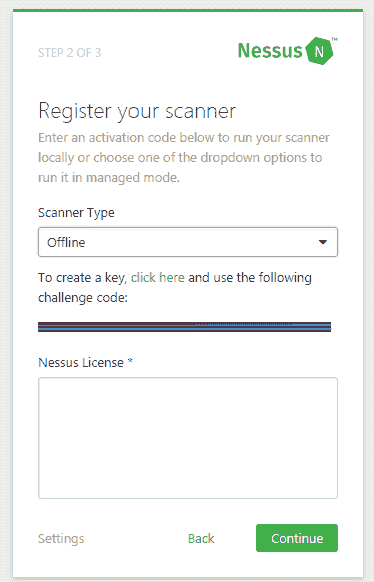 STEP 2 OF 3
Nessus N ™
Register your scanner
Enter an activation code below to run your scanner
locally or choose one of the dropdown options to
run it in managed mode.
Scanner Type
Offline
To create a key, click here and use the following
challenge code:
Nessus License *
Settings
Back
Continue